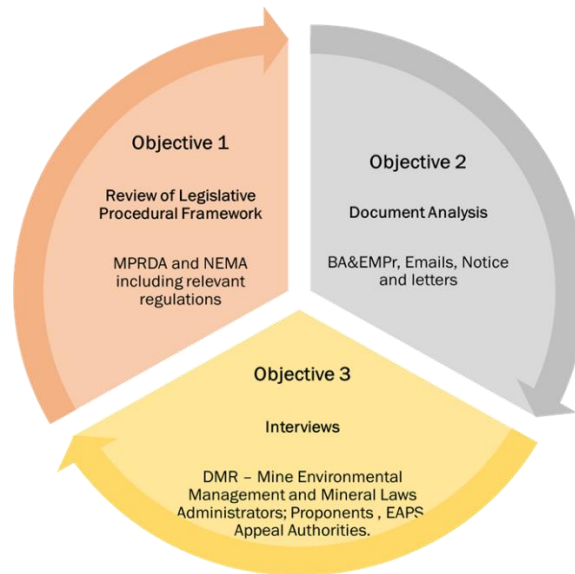 Objective 1
Review of Legislative
Procedural Framework
MPRDA and NEMA
including relevant
regulations
Objective 2
Document Analysis
BA&EMPr, Emails, Notice
and letters
Objective 3
Interviews
DMR – Mine Environmental
Management and Mineral Laws
Administrators; Proponents , EAPS
Appeal Authorities.